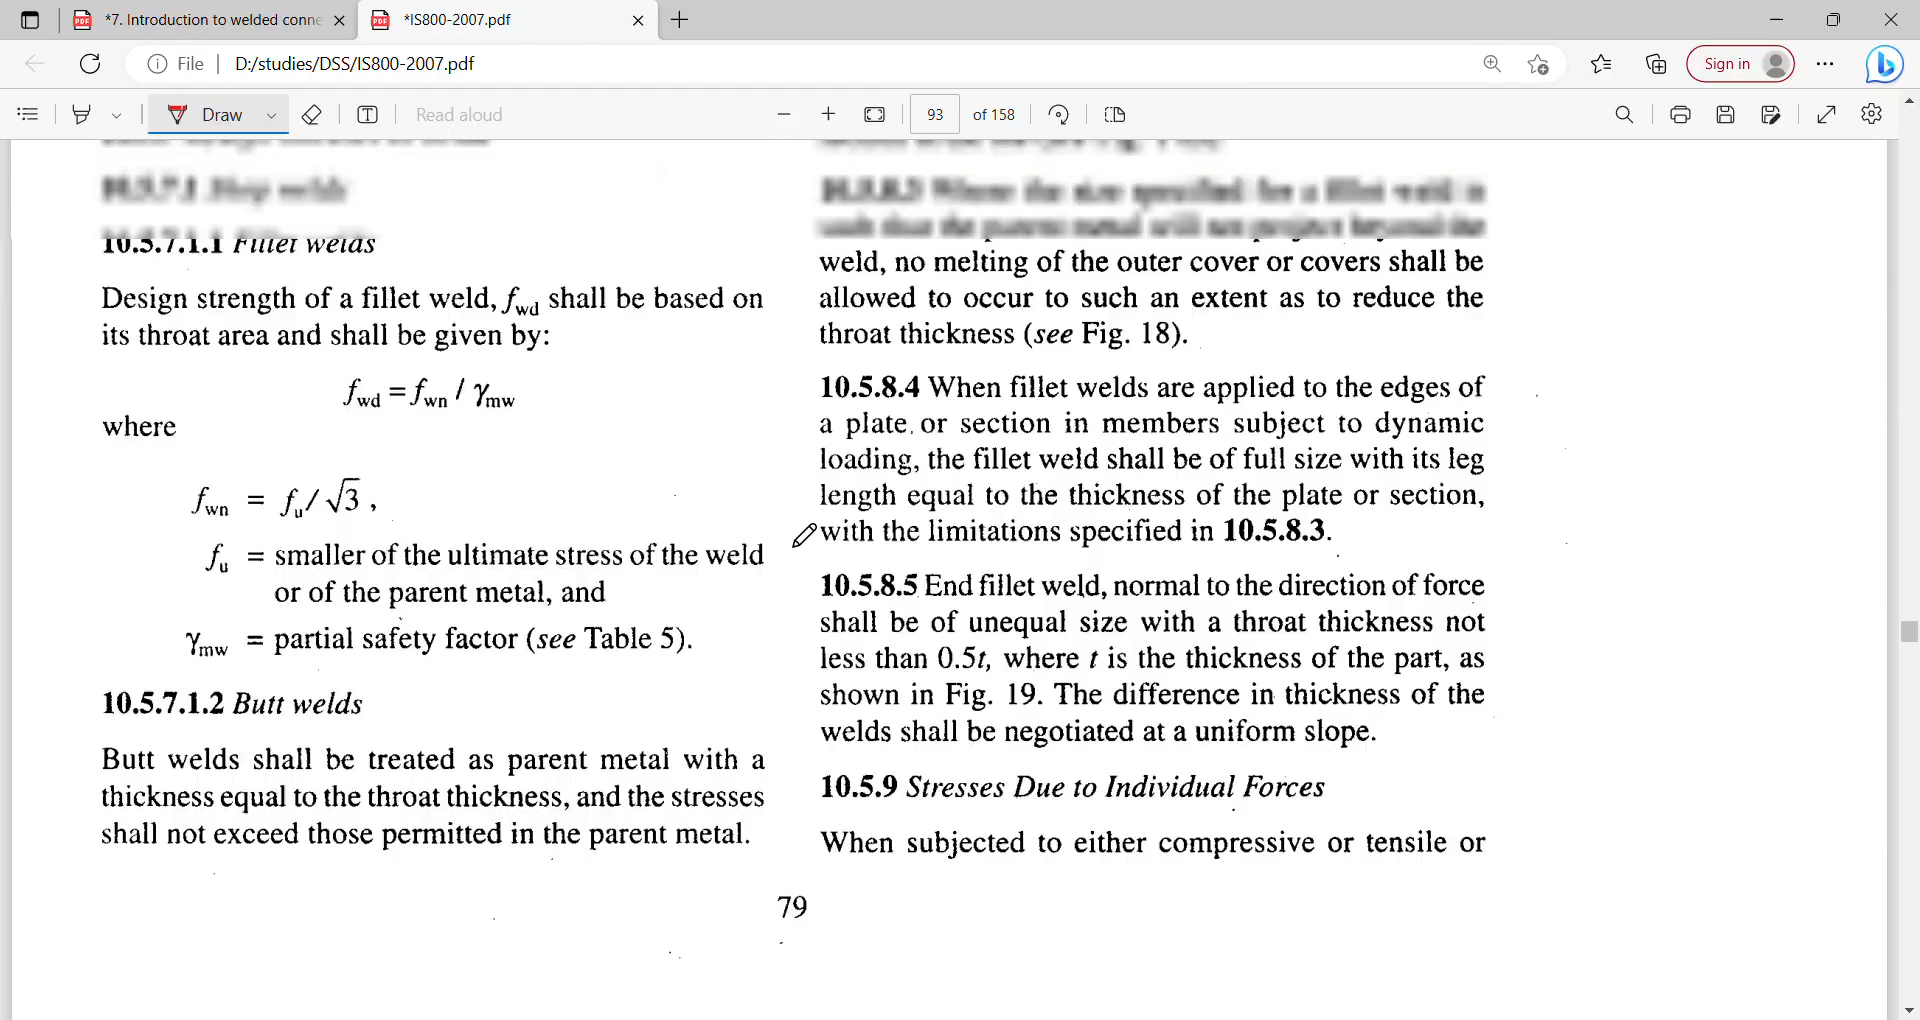 *7. Introduction to welded conne
*IS800-2007.pdf
File
D:/studies/DSS/IS800-2007.pdf
Sign in
Draw
Read aloud
93
of 158
10.5.7.1.1 Fillet welds
Design strength of a fillet weld, fwd shall be based on
its throat area and shall be given by:
fwd = fwn / γmw
where
fwn = fu / √3 ,
fu = smaller of the ultimate stress of the weld
or of the parent metal, and
γmw = partial safety factor (see Table 5).
10.5.7.1.2 Butt welds
Butt welds shall be treated as parent metal with a
thickness equal to the throat thickness, and the stresses
shall not exceed those permitted in the parent metal.
weld, no melting of the outer cover or covers shall be
allowed to occur to such an extent as to reduce the
throat thickness (see Fig. 18).
10.5.8.4 When fillet welds are applied to the edges of
a plate or section in members subject to dynamic
loading, the fillet weld shall be of full size with its leg
length equal to the thickness of the plate or section,
with the limitations specified in 10.5.8.3.
10.5.8.5 End fillet weld, normal to the direction of force
shall be of unequal size with a throat thickness not
less than 0.5t, where t is the thickness of the part, as
shown in Fig. 19. The difference in thickness of the
welds shall be negotiated at a uniform slope.
10.5.9 Stresses Due to Individual Forces
When subjected to either compressive or tensile or
79